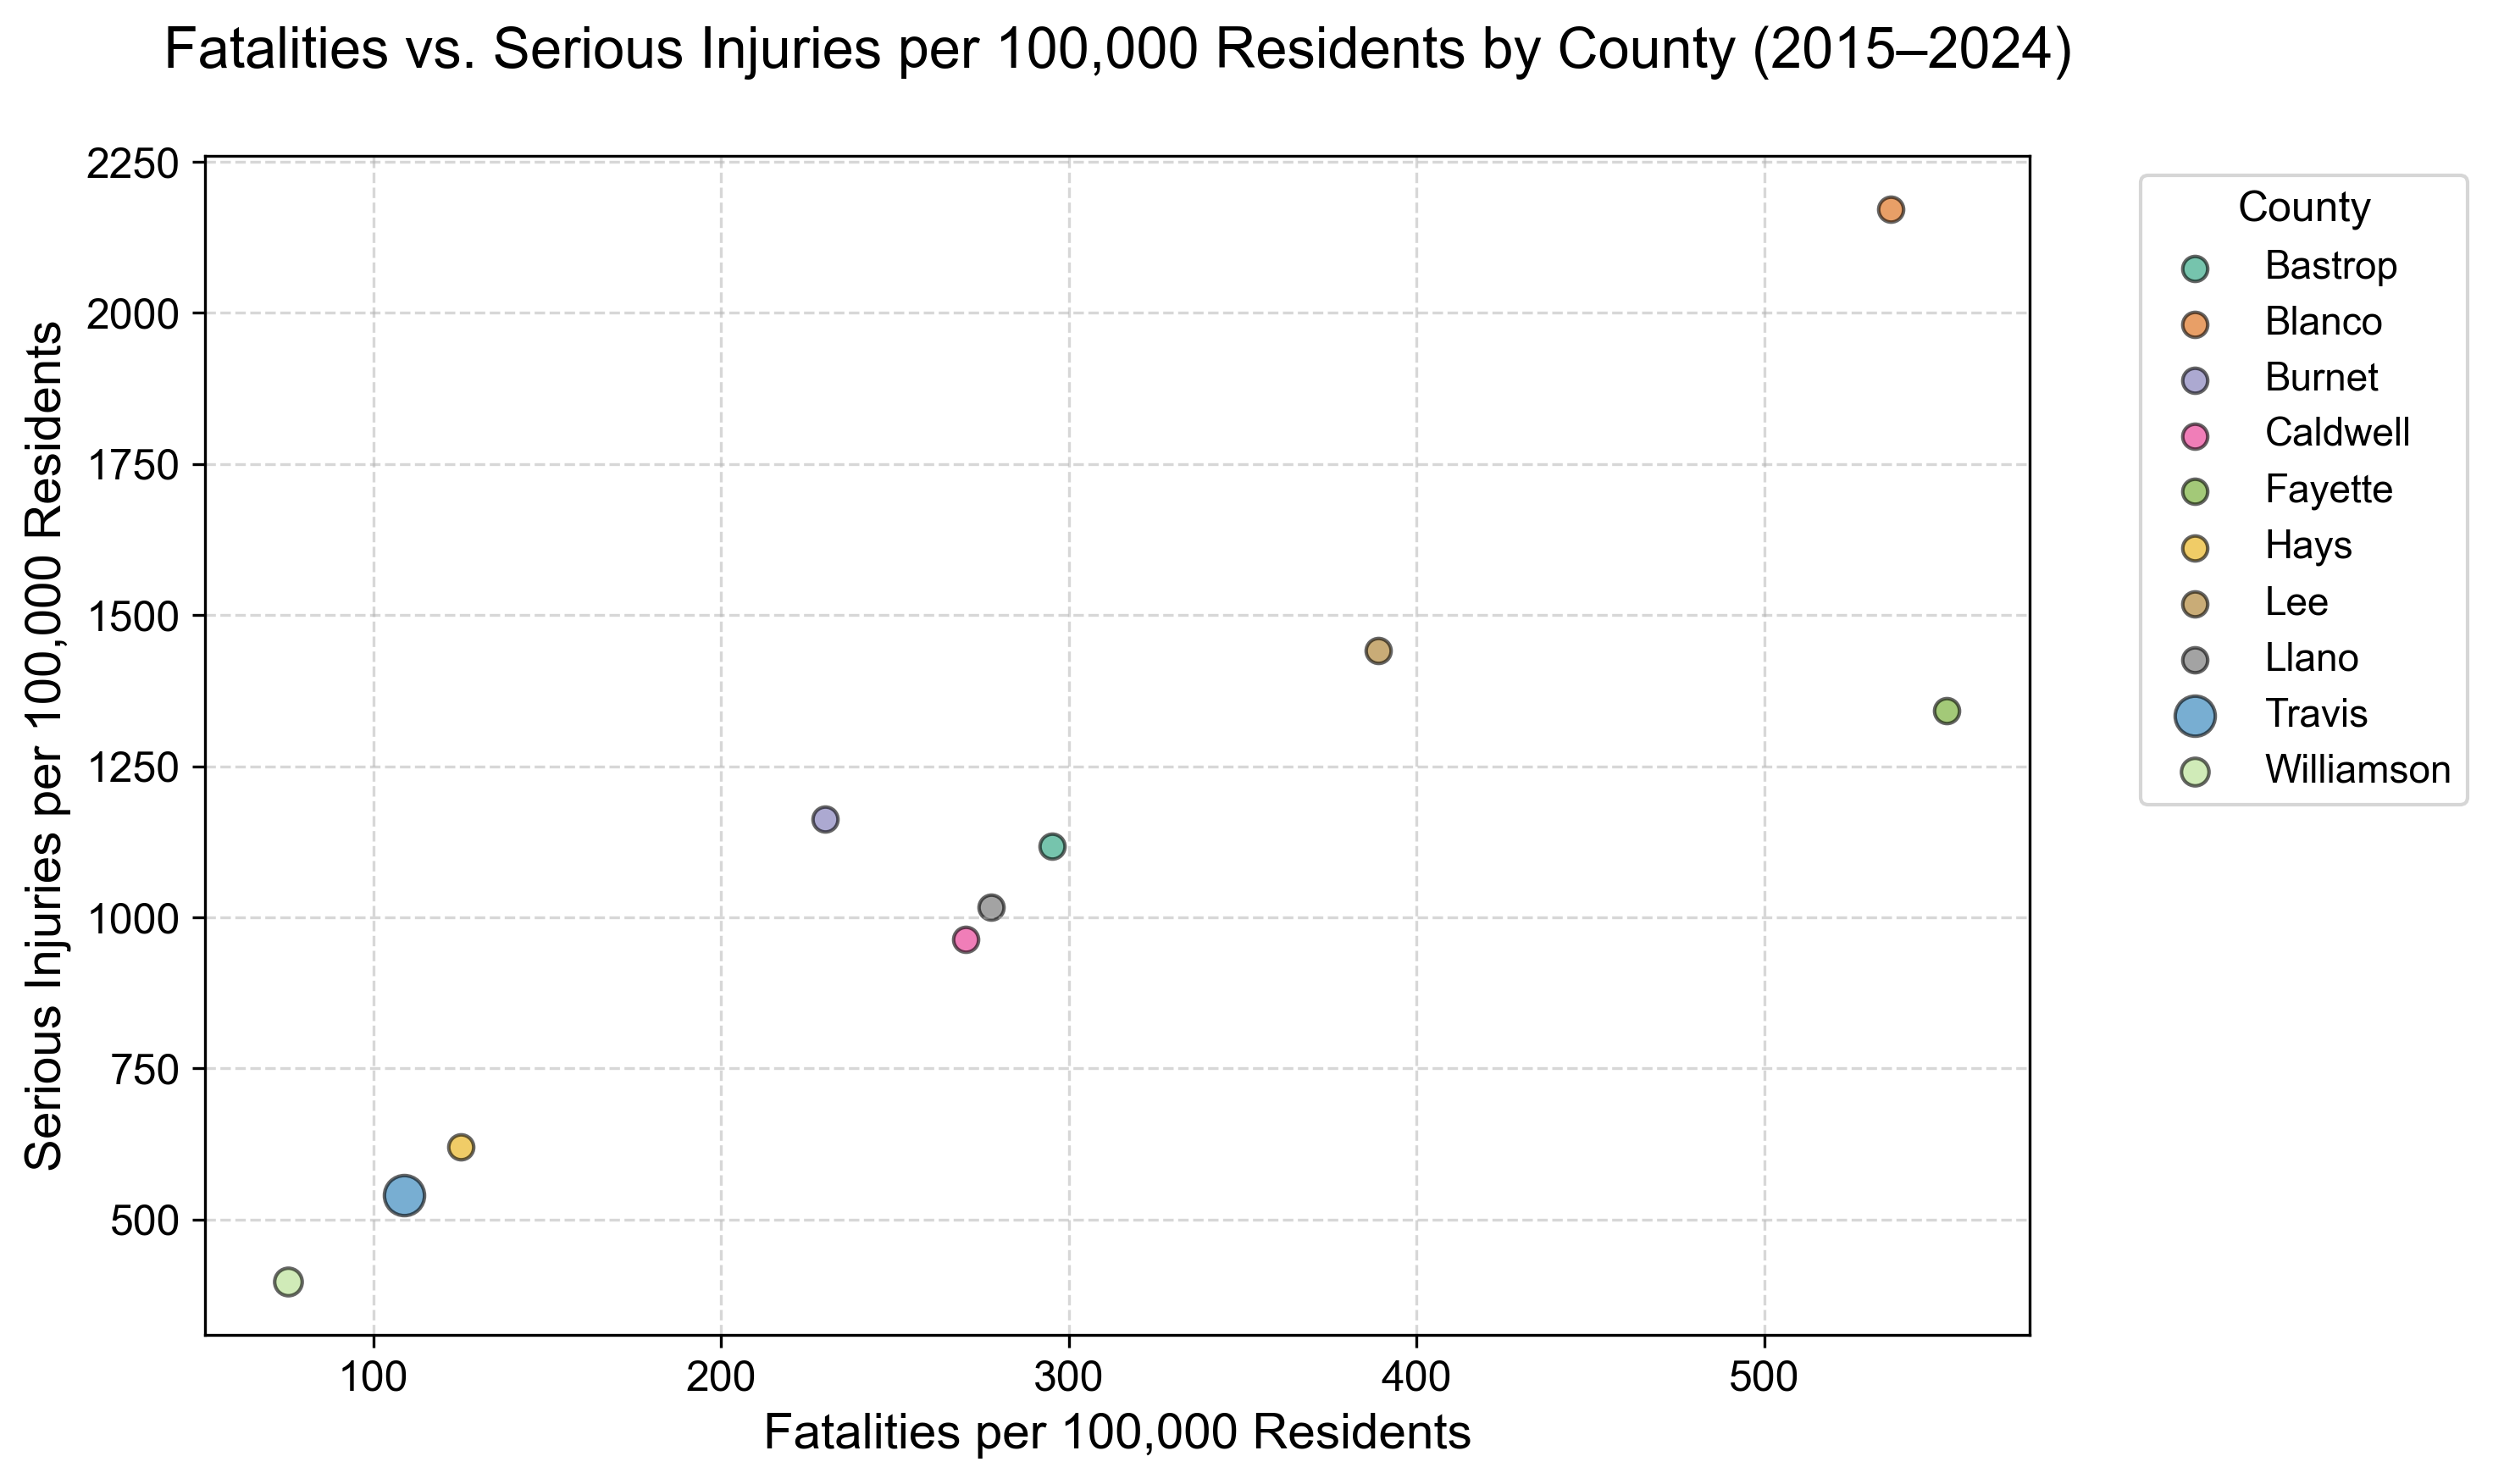 Fatalities vs. Serious Injuries per 100,000 Residents by County (2015–2024)
Serious Injuries per 100,000 Residents
2250
2000
1750
1500
1250
1000
750
500
100
200
300
400
500
Fatalities per 100,000 Residents
County
Bastrop
Blanco
Burnet
Caldwell
Fayette
Hays
Lee
Llano
Travis
Williamson